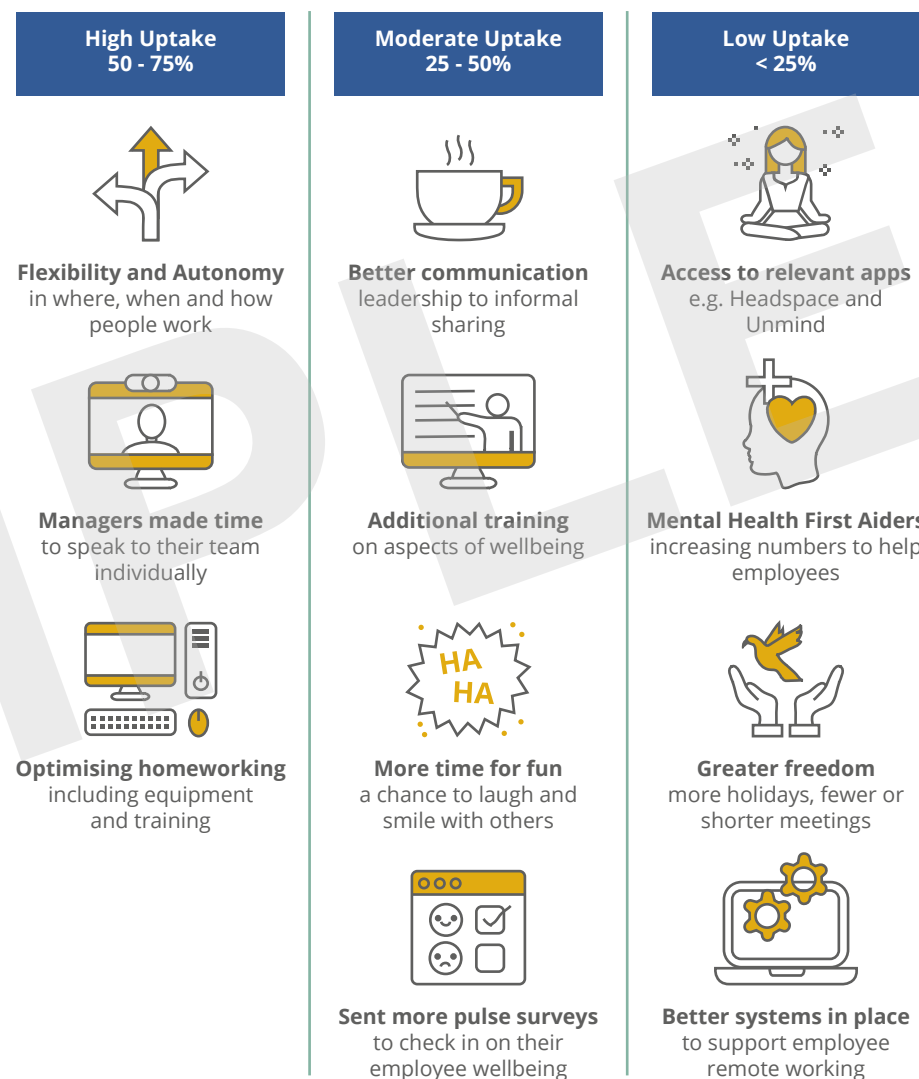 High Uptake
50 - 75%
Flexibility and Autonomy
in where, when and how
people work
Managers made time
to speak to their team
individually
Optimising homeworking
including equipment
and training
Moderate Uptake
25 - 50%
Better communication
leadership to informal
sharing
Additional training
on aspects of wellbeing
HA
HA
More time for fun
a chance to laugh and
smile with others
Sent more pulse surveys
to check in on their
employee wellbeing
Low Uptake
< 25%
Access to relevant apps
e.g. Headspace and
Unmind
Mental Health First Aiders
increasing numbers to help
employees
Greater freedom
more holidays, fewer or
shorter meetings
Better systems in place
to support employee
remote working
MPLE